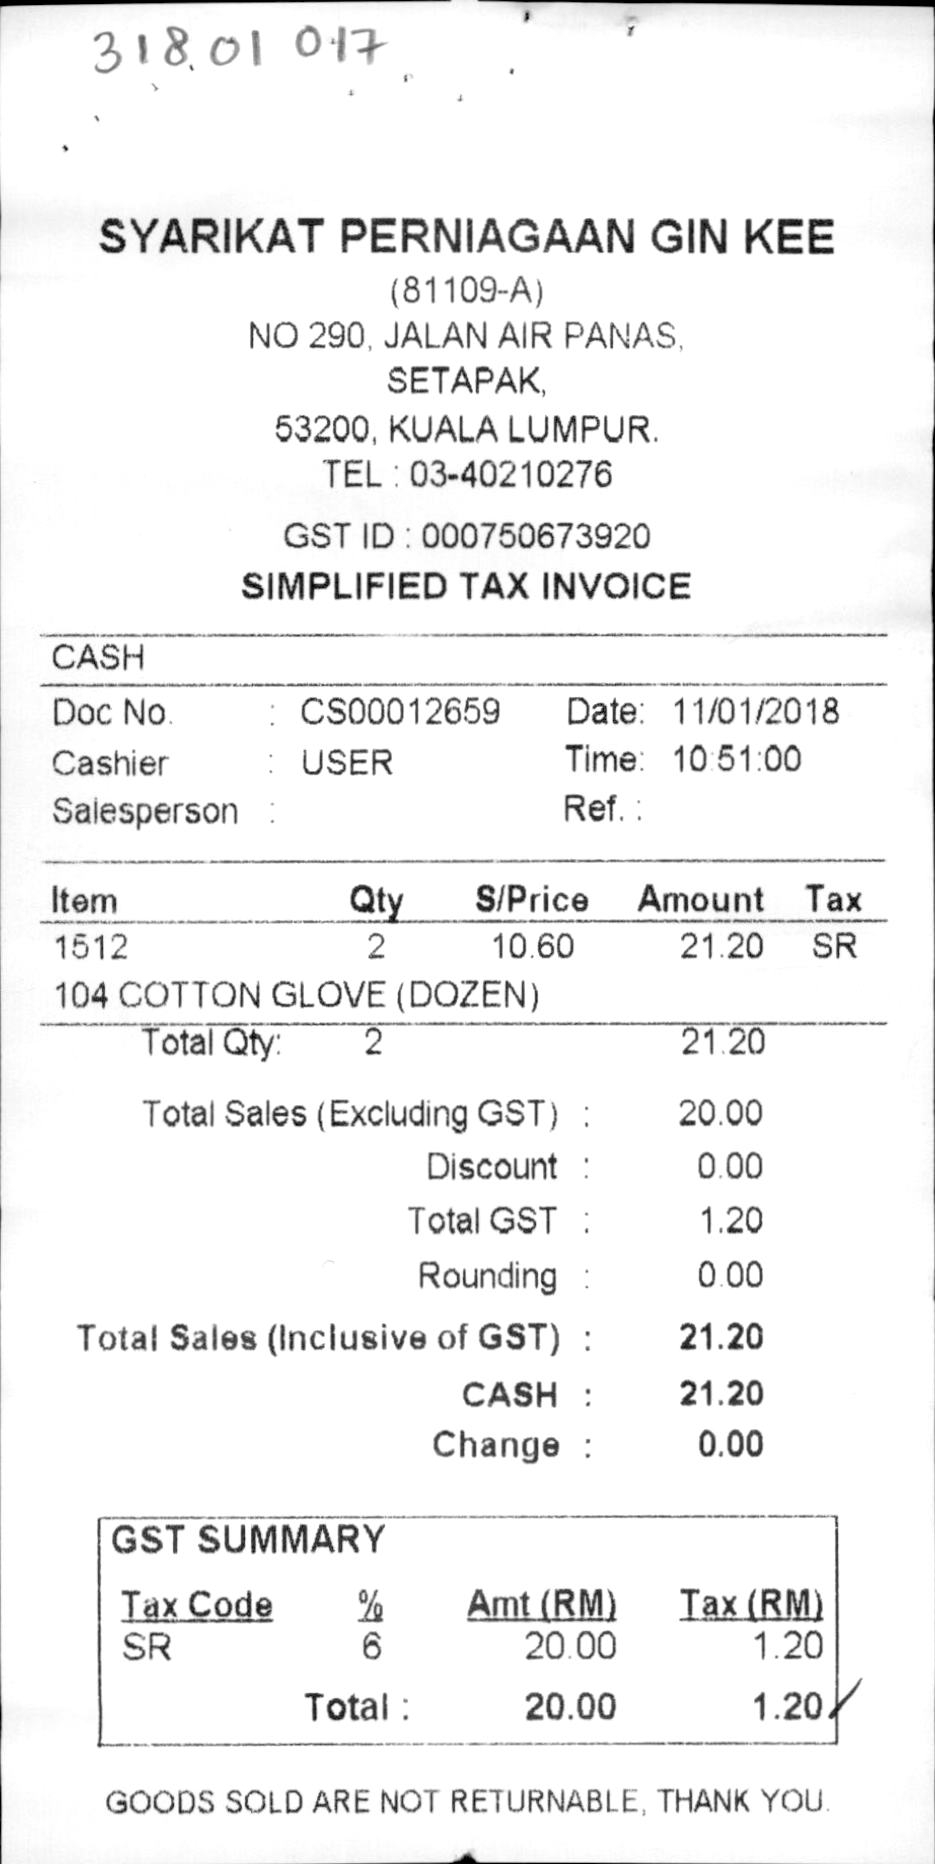 318.01 017
SYARIKAT PERNIAGAAN GIN KEE
(81109-A)
NO 290, JALAN AIR PANAS,
SETAPAK,
53200, KUALA LUMPUR.
TEL : 03-40210276
GST ID : 000750673920
SIMPLIFIED TAX INVOICE
CASH
Doc No. : CS00012659 Date: 11/01/2018
Cashier : USER Time: 10:51:00
Salesperson : Ref. :
Item Qty S/Price Amount Tax
1512 2 10.60 21.20 SR
104 COTTON GLOVE (DOZEN)
Total Qty: 2 21.20
Total Sales (Excluding GST) : 20.00
Discount : 0.00
Total GST : 1.20
Rounding : 0.00
Total Sales (Inclusive of GST) : 21.20
CASH : 21.20
Change : 0.00
GST SUMMARY
Tax Code % Amt (RM) Tax (RM)
SR 6 20.00 1.20
Total : 20.00 1.20
GOODS SOLD ARE NOT RETURNABLE, THANK YOU.